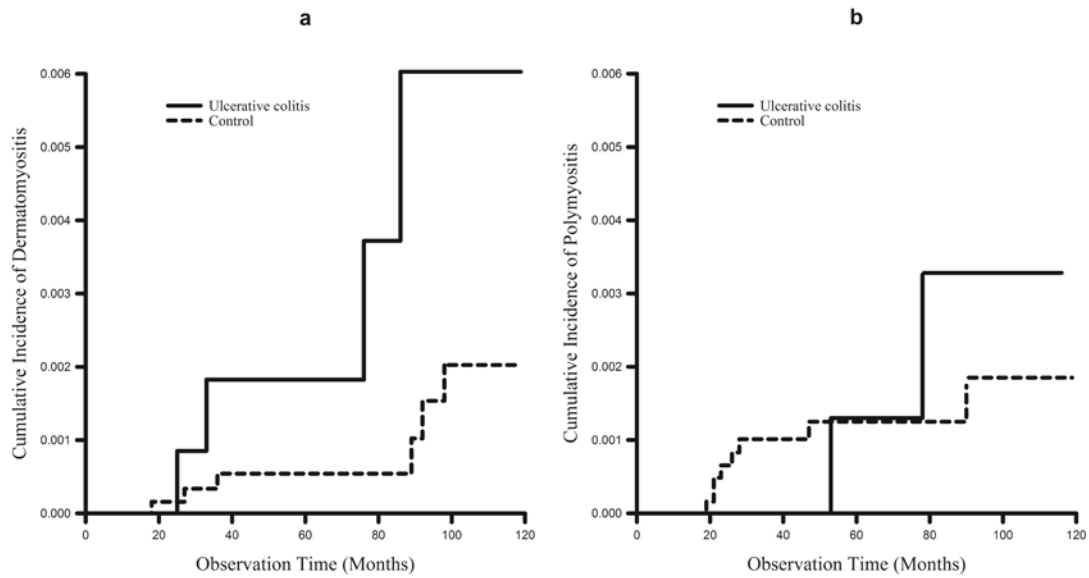 a
Cumulative Incidence of Dermatomyositis
0.006
0.005
0.004
0.003
0.002
0.001
0.000
Ulcerative colitis
Control
0 20 40 60 80 100 120
Observation Time (Months)
b
Cumulative Incidence of Polymyositis
0.006
0.005
0.004
0.003
0.002
0.001
0.000
Ulcerative colitis
Control
0 20 40 60 80 100 120
Observation Time (Months)